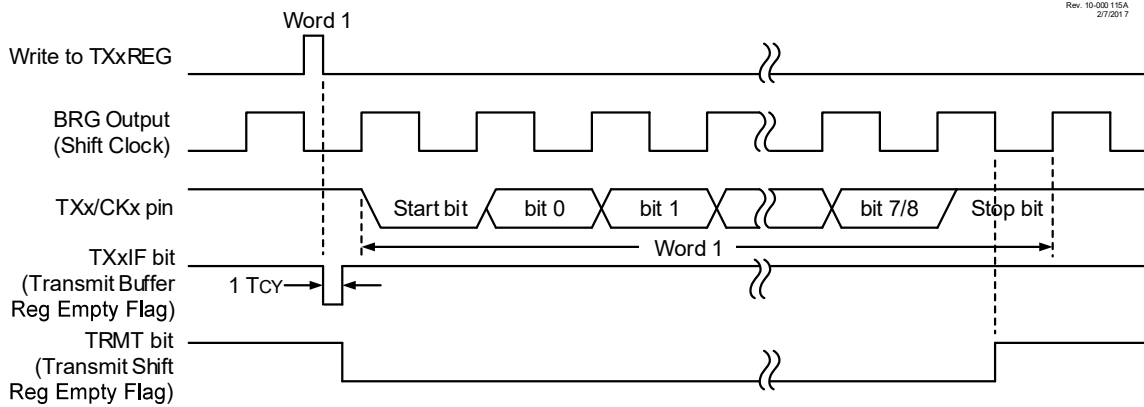 Rev. 10-000 115A
2/7/201 7
Word 1
Write to TXxREG
BRG Output
(Shift Clock)
TXx/CKx pin
Start bit
bit 0
bit 1
bit 7/8
Stop bit
Word 1
TXxIF bit
(Transmit Buffer
Reg Empty Flag)
1 TCY
TRMT bit
(Transmit Shift
Reg Empty Flag)